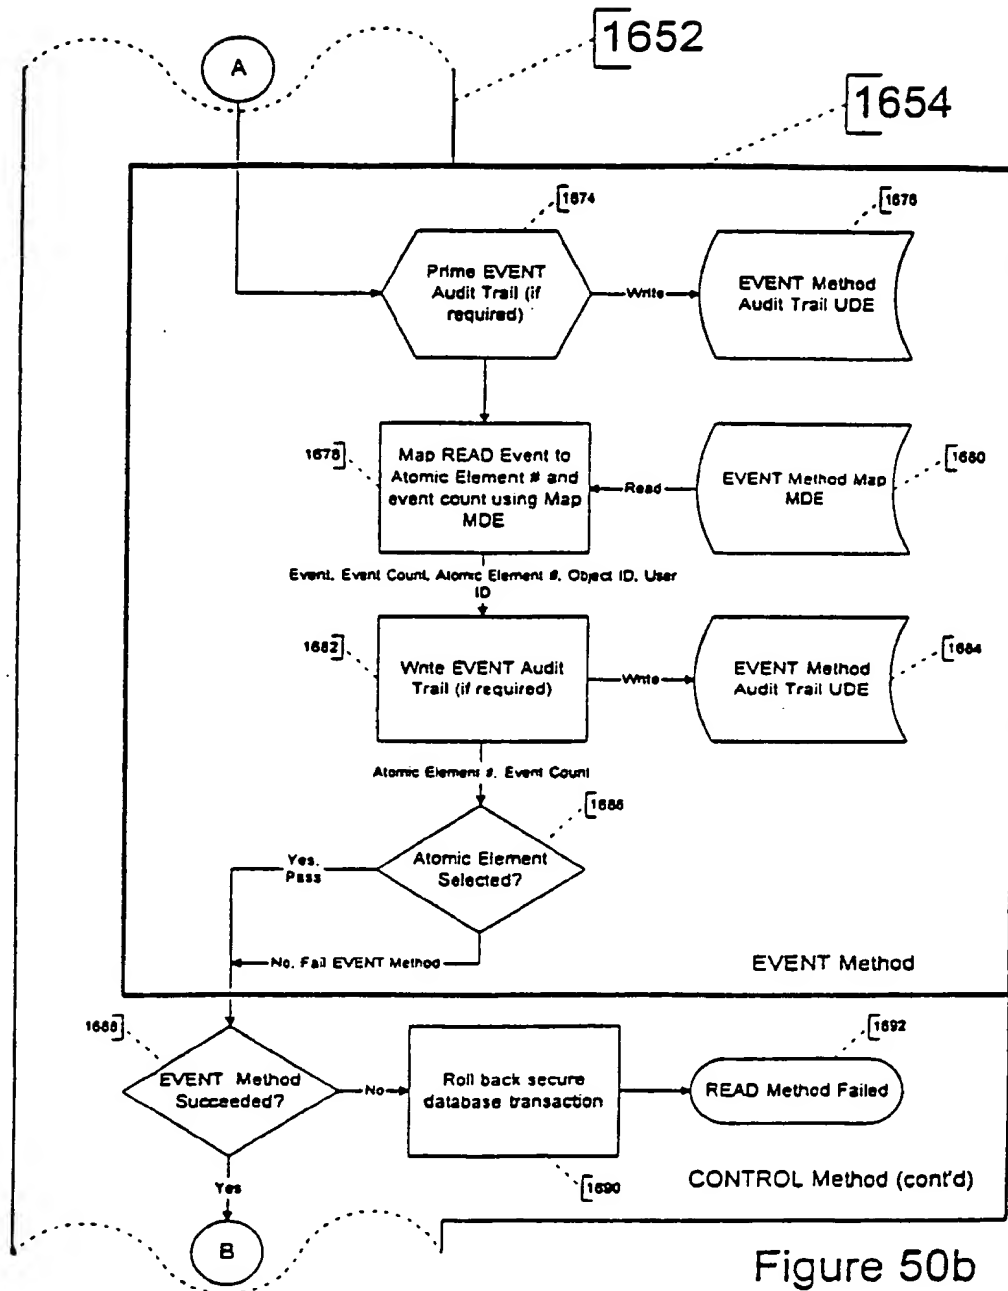 1652
A
1654
1674
1676
Prime EVENT
Audit Trail (if
required)
Write
EVENT Method
Audit Trail UDE
1678
Map READ Event to
Atomic Element # and
event count using Map
MDE
Read
EVENT Method Map
MDE
1680
Event, Event Count, Atomic Element #, Object ID, User
ID
1682
Write EVENT Audit
Trail (if required)
Write
EVENT Method
Audit Trail UDE
1684
Atomic Element #, Event Count
1686
Yes,
Pass
Atomic Element
Selected?
No, Fail EVENT Method
EVENT Method
1688
1692
EVENT Method
Succeeded?
No
Roll back secure
database transaction
READ Method Failed
Yes
1690
CONTROL Method (cont'd)
B
Figure 50b